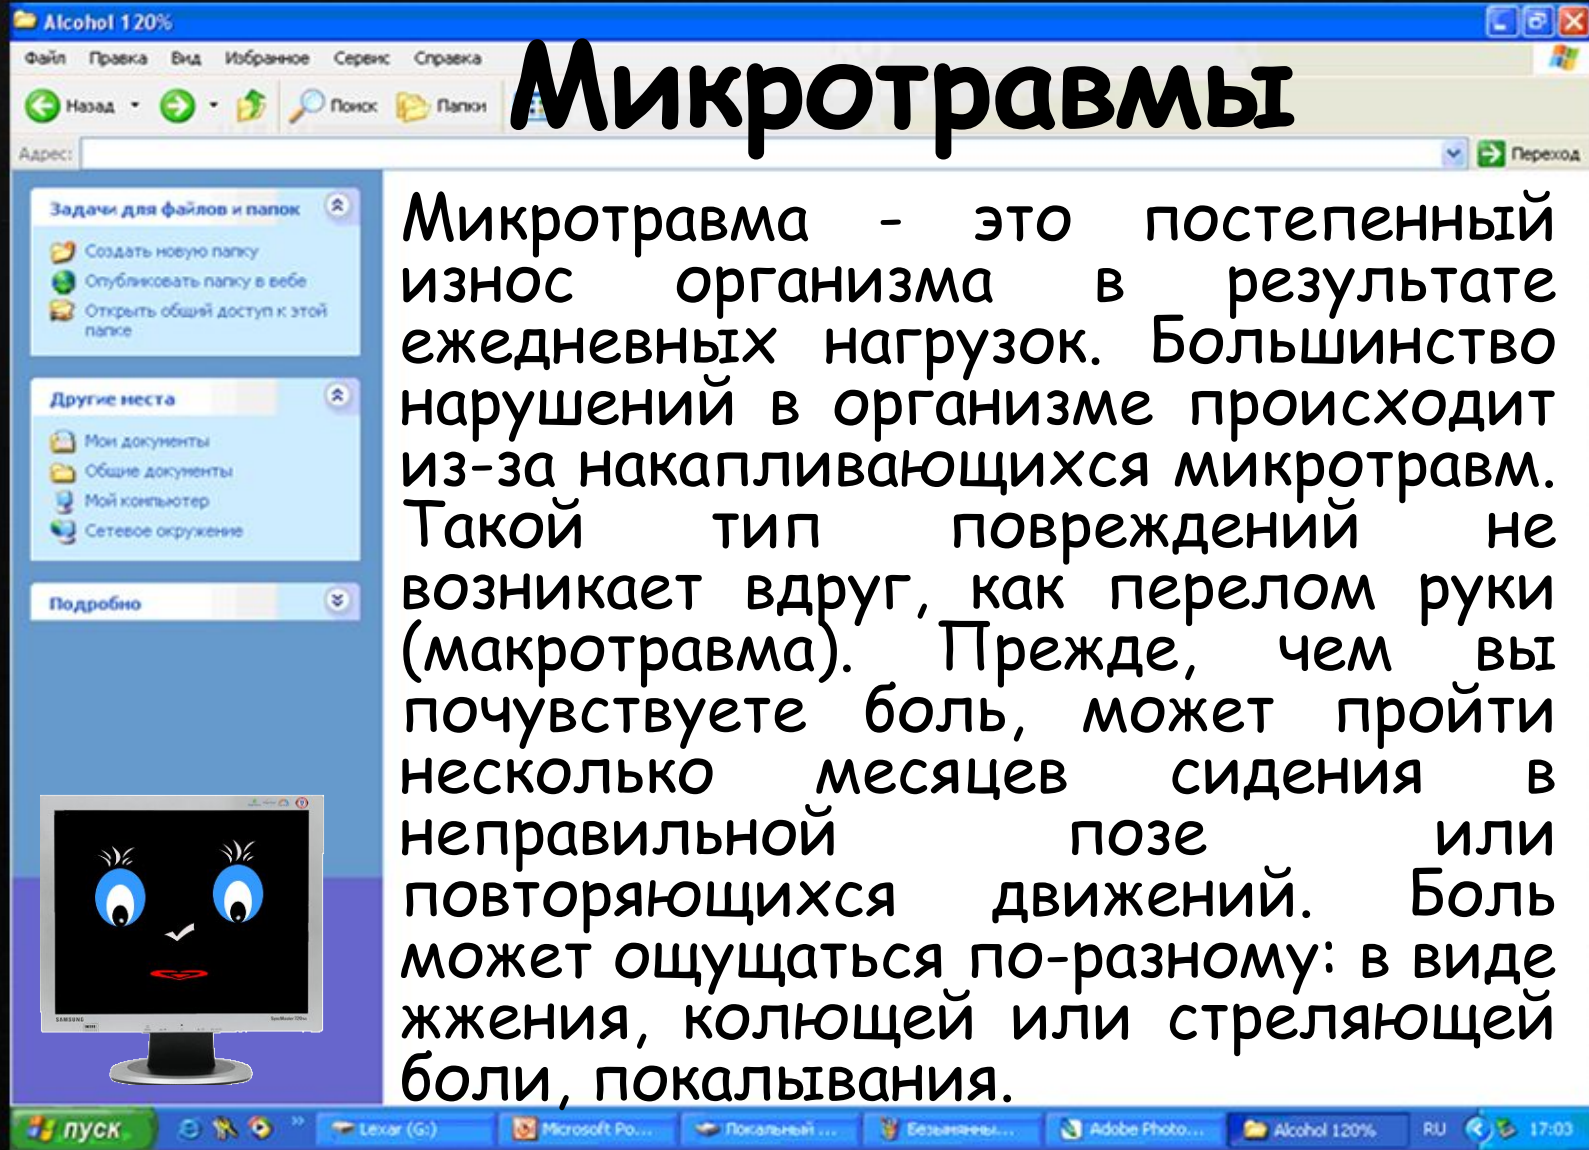 Alcohol 120%
Файл Правка Вид Избранное Сервис Справка
Микротравмы
Назад Поиск Папки
Адрес: Переход
Задачи для файлов и папок
Создать новую папку
Опубликовать папку в вебе
Открыть общий доступ к этой
папке
Другие места
Мои документы
Общие документы
Мой компьютер
Сетевое окружение
Подробно
Микротравма - это постепенный
износ организма в результате
ежедневных нагрузок. Большинство
нарушений в организме происходит
из-за накапливающихся микротравм.
Такой тип повреждений не
возникает вдруг, как перелом руки
(макротравма). Прежде, чем вы
почувствуете боль, может пройти
несколько месяцев сидения в
неправильной позе или
повторяющихся движений. Боль
может ощущаться по-разному: в виде
жжения, колющей или стреляющей
боли, покалывания.
SAMSUNG
пуск Lexar (G:) Microsoft Po... Локальный ... Безымянны... Adobe Photo... Alcohol 120% RU 17:03